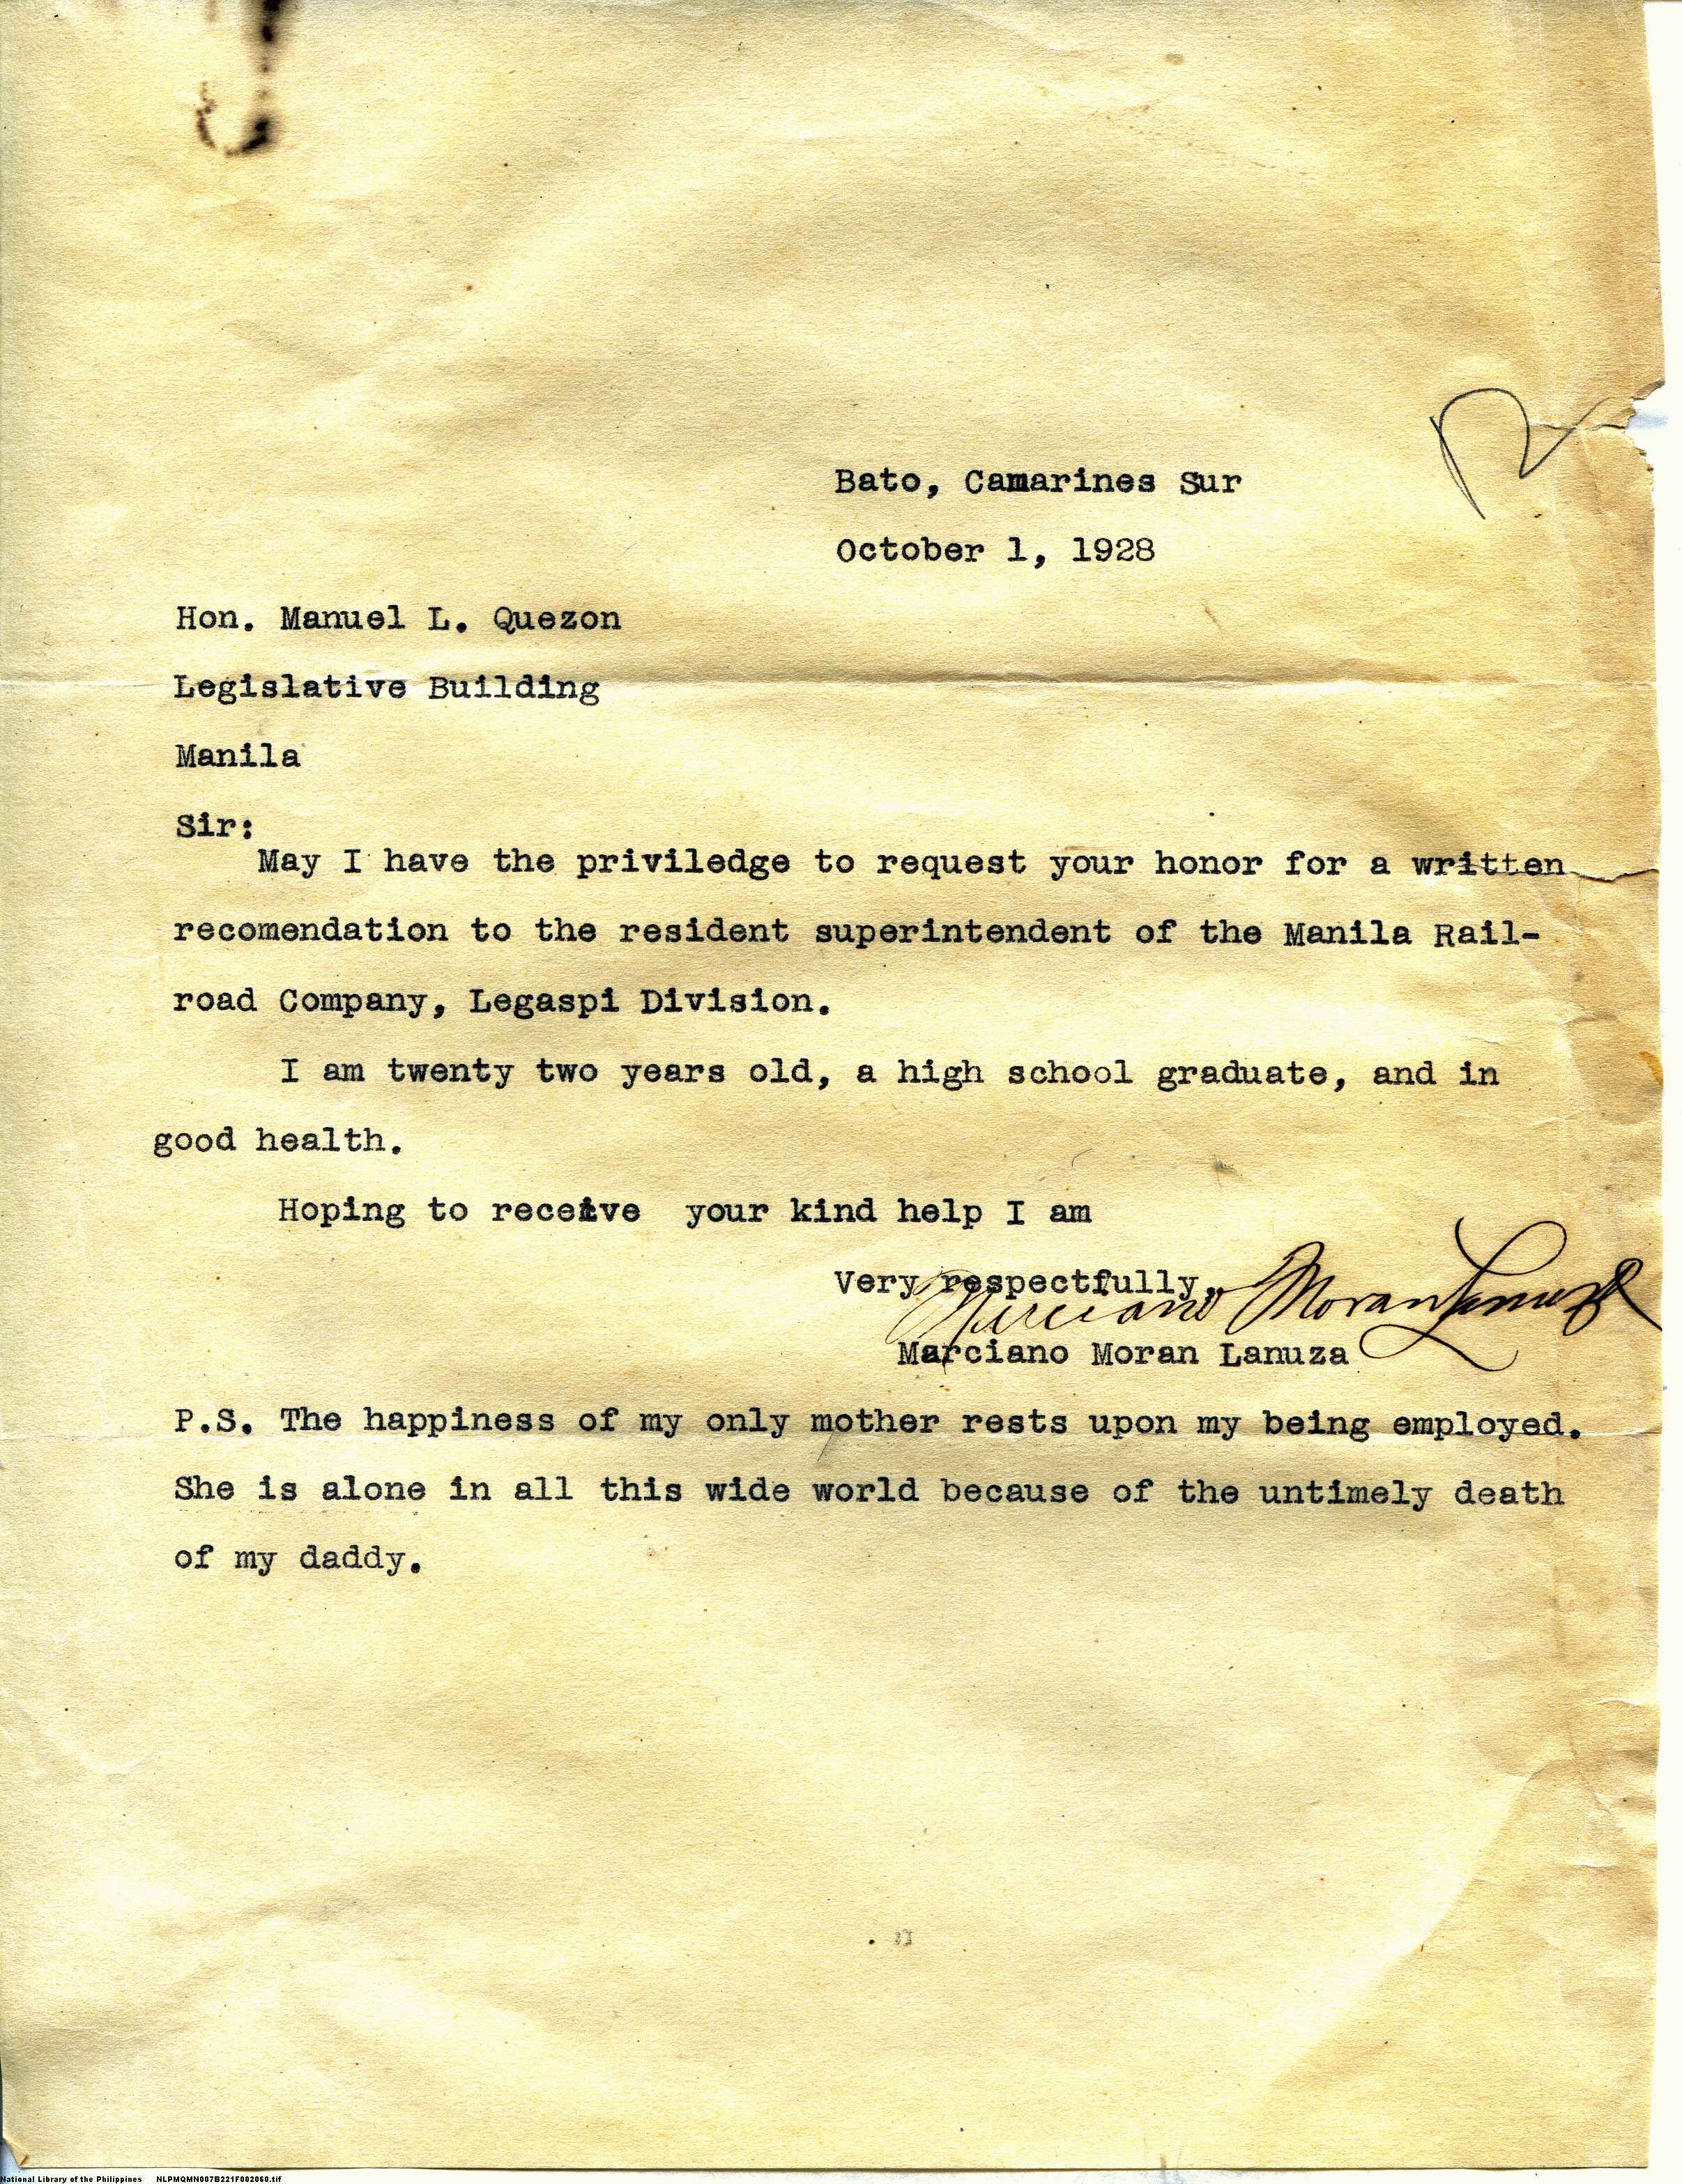 Bato, Camarines Sur
October 1, 1928
Hon. Manuel L. Quezon
Legislative Building
Manila
Sir:
May I have the priviledge to request your honor for a written
recomendation to the resident superintendent of the Manila Rail-
road Company, Legaspi Division.
I am twenty two years old, a high school graduate, and in
good health.
Hoping to receive your kind help I am
Very respectfully,
Marciano Moran Lanuza
Marciano Moran Lanuza
P.S. The happiness of my only mother rests upon my being employed.
She is alone in all this wide world because of the untimely death
of my daddy.
National Library of the Philippines NLPMQMN007B221F002060.tif